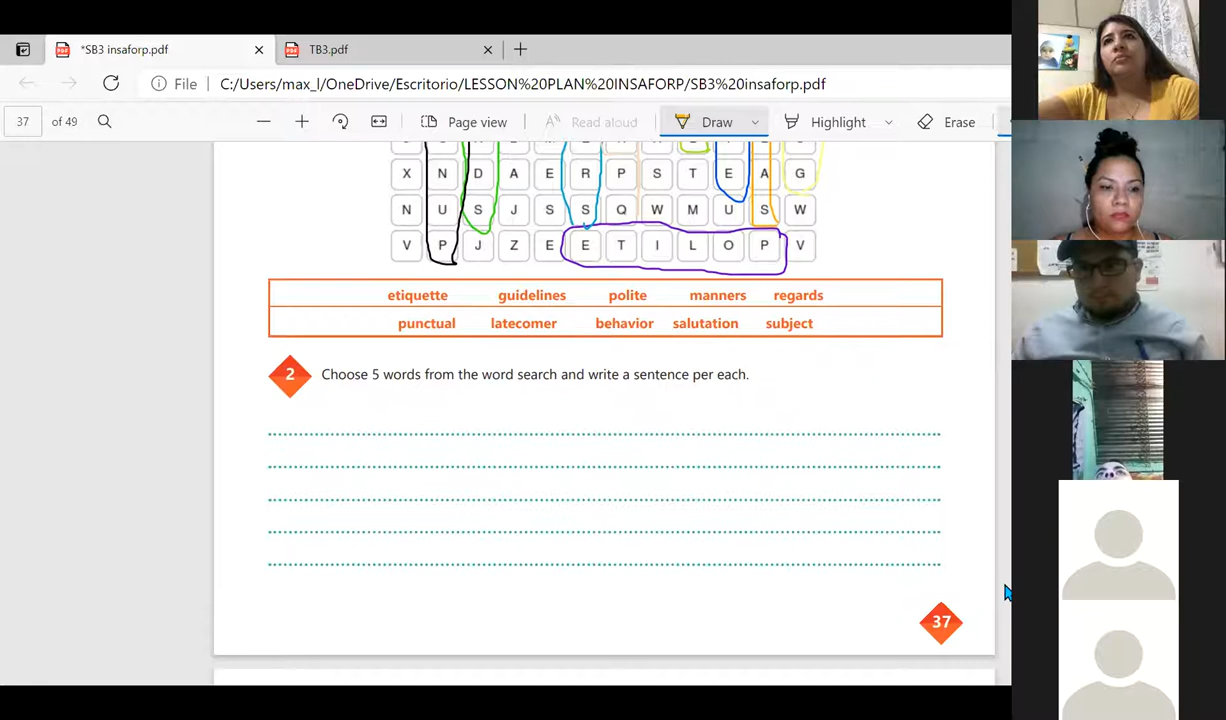 *SB3 insaforp.pdf TB3.pdf
File C:/Users/max_l/OneDrive/Escritorio/LESSON%20PLAN%20INSAFORP/SB3%20insaforp.pdf
37 of 49 Page view Read aloud Draw Highlight Erase
X N D A E R P S T E A G
N U S J S S Q W M U S W
V P J Z E E T I L O P V
etiquette guidelines polite manners regards
punctual latecomer behavior salutation subject
2 Choose 5 words from the word search and write a sentence per each.
37